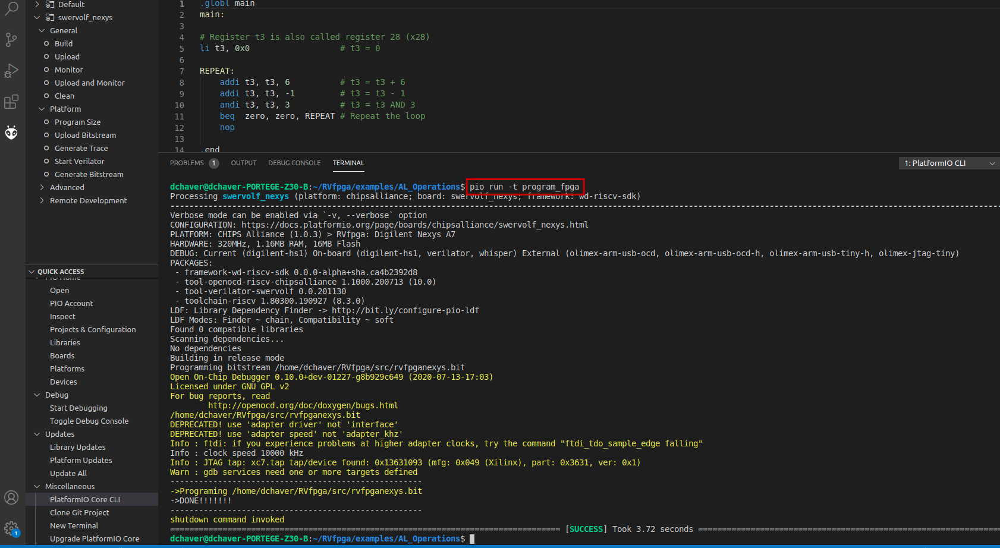 Default
swervolf_nexys
General
Build
Upload
Monitor
Upload and Monitor
Clean
Platform
Program Size
Upload Bitstream
Generate Trace
Start Verilator
Generate Bitstream
Advanced
Remote Development
QUICK ACCESS
PIO Home
Open
PIO Account
Inspect
Projects & Configuration
Libraries
Boards
Platforms
Devices
Debug
Start Debugging
Toggle Debug Console
Updates
Library Updates
Platform Updates
Update All
Miscellaneous
PlatformIO Core CLI
Clone Git Project
New Terminal
Upgrade PlatformIO Core
1
1 .globl main
2 main:
3
4 # Register t3 is also called register 28 (x28)
5 li t3, 0x0 # t3 = 0
6
7 REPEAT:
8 addi t3, t3, 6 # t3 = t3 + 6
9 addi t3, t3, -1 # t3 = t3 - 1
10 andi t3, t3, 3 # t3 = t3 AND 3
11 beq zero, zero, REPEAT # Repeat the loop
12 nop
13
14 .end
PROBLEMS 1 OUTPUT DEBUG CONSOLE TERMINAL 1: PlatformIO CLI
dchaver@dchaver-PORTEGE-Z30-B:~/RVfpga/examples/AL_Operations$ pio run -t program_fpga
Processing swervolf_nexys (platform: chipsalliance; board: swervolf_nexys; framework: wd-riscv-sdk)
--------------------------------------------------------------------------------
Verbose mode can be enabled via `-v, --verbose` option
CONFIGURATION: https://docs.platformio.org/page/boards/chipsalliance/swervolf_nexys.html
PLATFORM: CHIPS Alliance (1.0.3) > RVfpga: Digilent Nexys A7
HARDWARE: 320MHz, 1.16MB RAM, 16MB Flash
DEBUG: Current (digilent-hs1) On-board (digilent-hs1, verilator, whisper) External (olimex-arm-usb-ocd, olimex-arm-usb-ocd-h, olimex-arm-usb-tiny-h, olimex-jtag-tiny)
PACKAGES:
- framework-wd-riscv-sdk 0.0.0-alpha+sha.ca4b2392d8
- tool-openocd-riscv-chipsalliance 1.1000.200713 (10.0)
- tool-verilator-swervolf 0.0.201130
- toolchain-riscv 1.80300.190927 (8.3.0)
LDF: Library Dependency Finder -> http://bit.ly/configure-pio-ldf
LDF Modes: Finder ~ chain, Compatibility ~ soft
Found 0 compatible libraries
Scanning dependencies...
No dependencies
Building in release mode
Programming bitstream /home/dchaver/RVfpga/src/rvfpganexys.bit
Open On-Chip Debugger 0.10.0+dev-01227-g8b929c649 (2020-07-13-17:03)
Licensed under GNU GPL v2
For bug reports, read
http://openocd.org/doc/doxygen/bugs.html
/home/dchaver/RVfpga/src/rvfpganexys.bit
DEPRECATED! use 'adapter driver' not 'interface'
DEPRECATED! use 'adapter speed' not 'adapter_khz'
Info : ftdi: if you experience problems at higher adapter clocks, try the command "ftdi_tdo_sample_edge falling"
Info : clock speed 10000 kHz
Info : JTAG tap: xc7.tap tap/device found: 0x13631093 (mfg: 0x049 (Xilinx), part: 0x3631, ver: 0x1)
Warn : gdb services need one or more targets defined
-----------------------------------------------------
->Programing /home/dchaver/RVfpga/src/rvfpganexys.bit
->DONE!!!!!!!
-----------------------------------------------------
shutdown command invoked
================================================================================== [SUCCESS] Took 3.72 seconds ==================================================================================
dchaver@dchaver-PORTEGE-Z30-B:~/RVfpga/examples/AL_Operations$